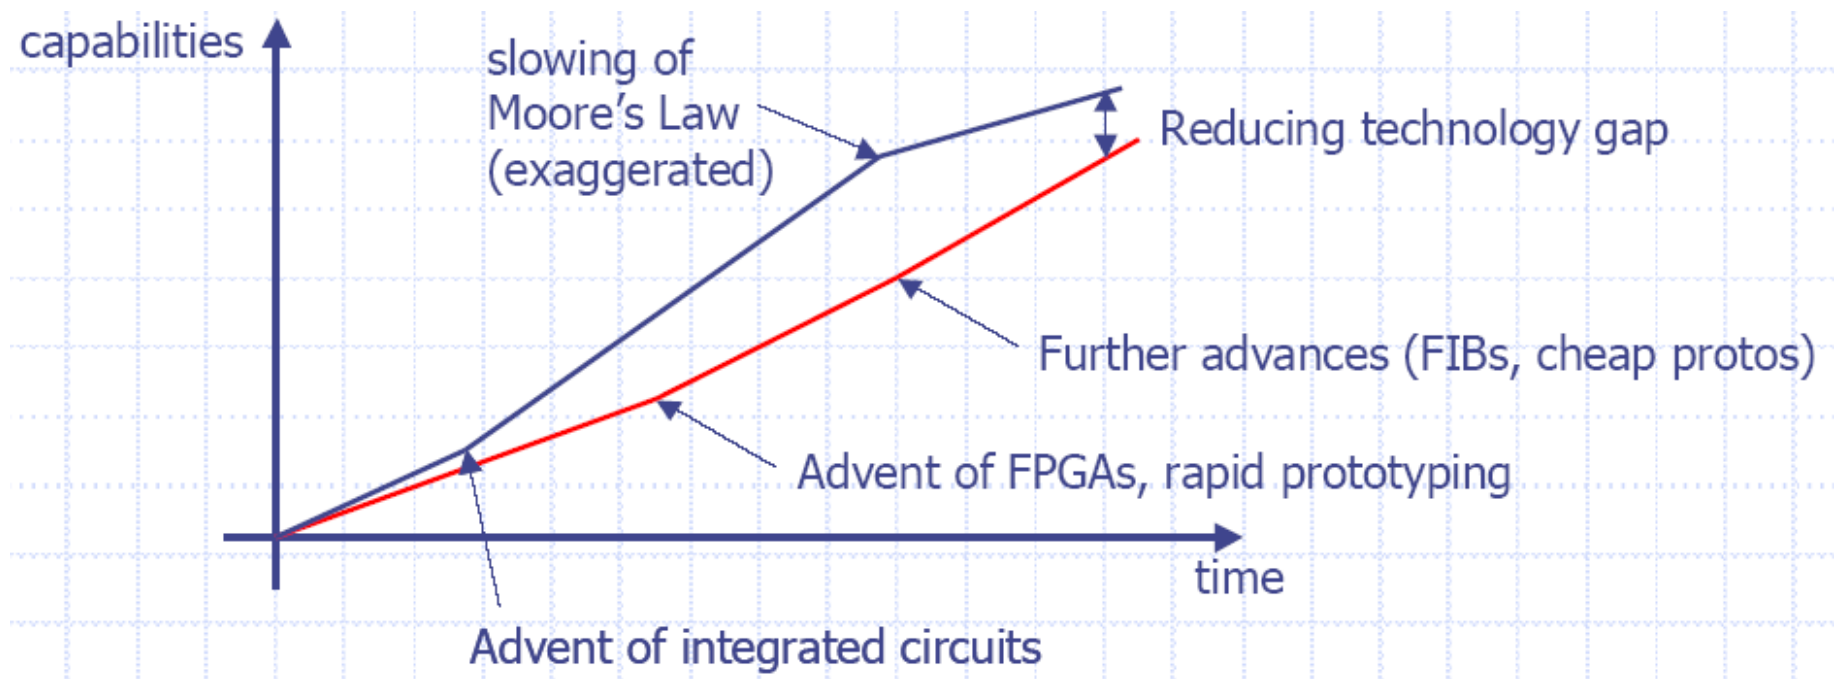 capabilities
slowing of
Moore's Law
(exaggerated)
Reducing technology gap
Further advances (FIBs, cheap protos)
Advent of FPGAs, rapid prototyping
time
Advent of integrated circuits